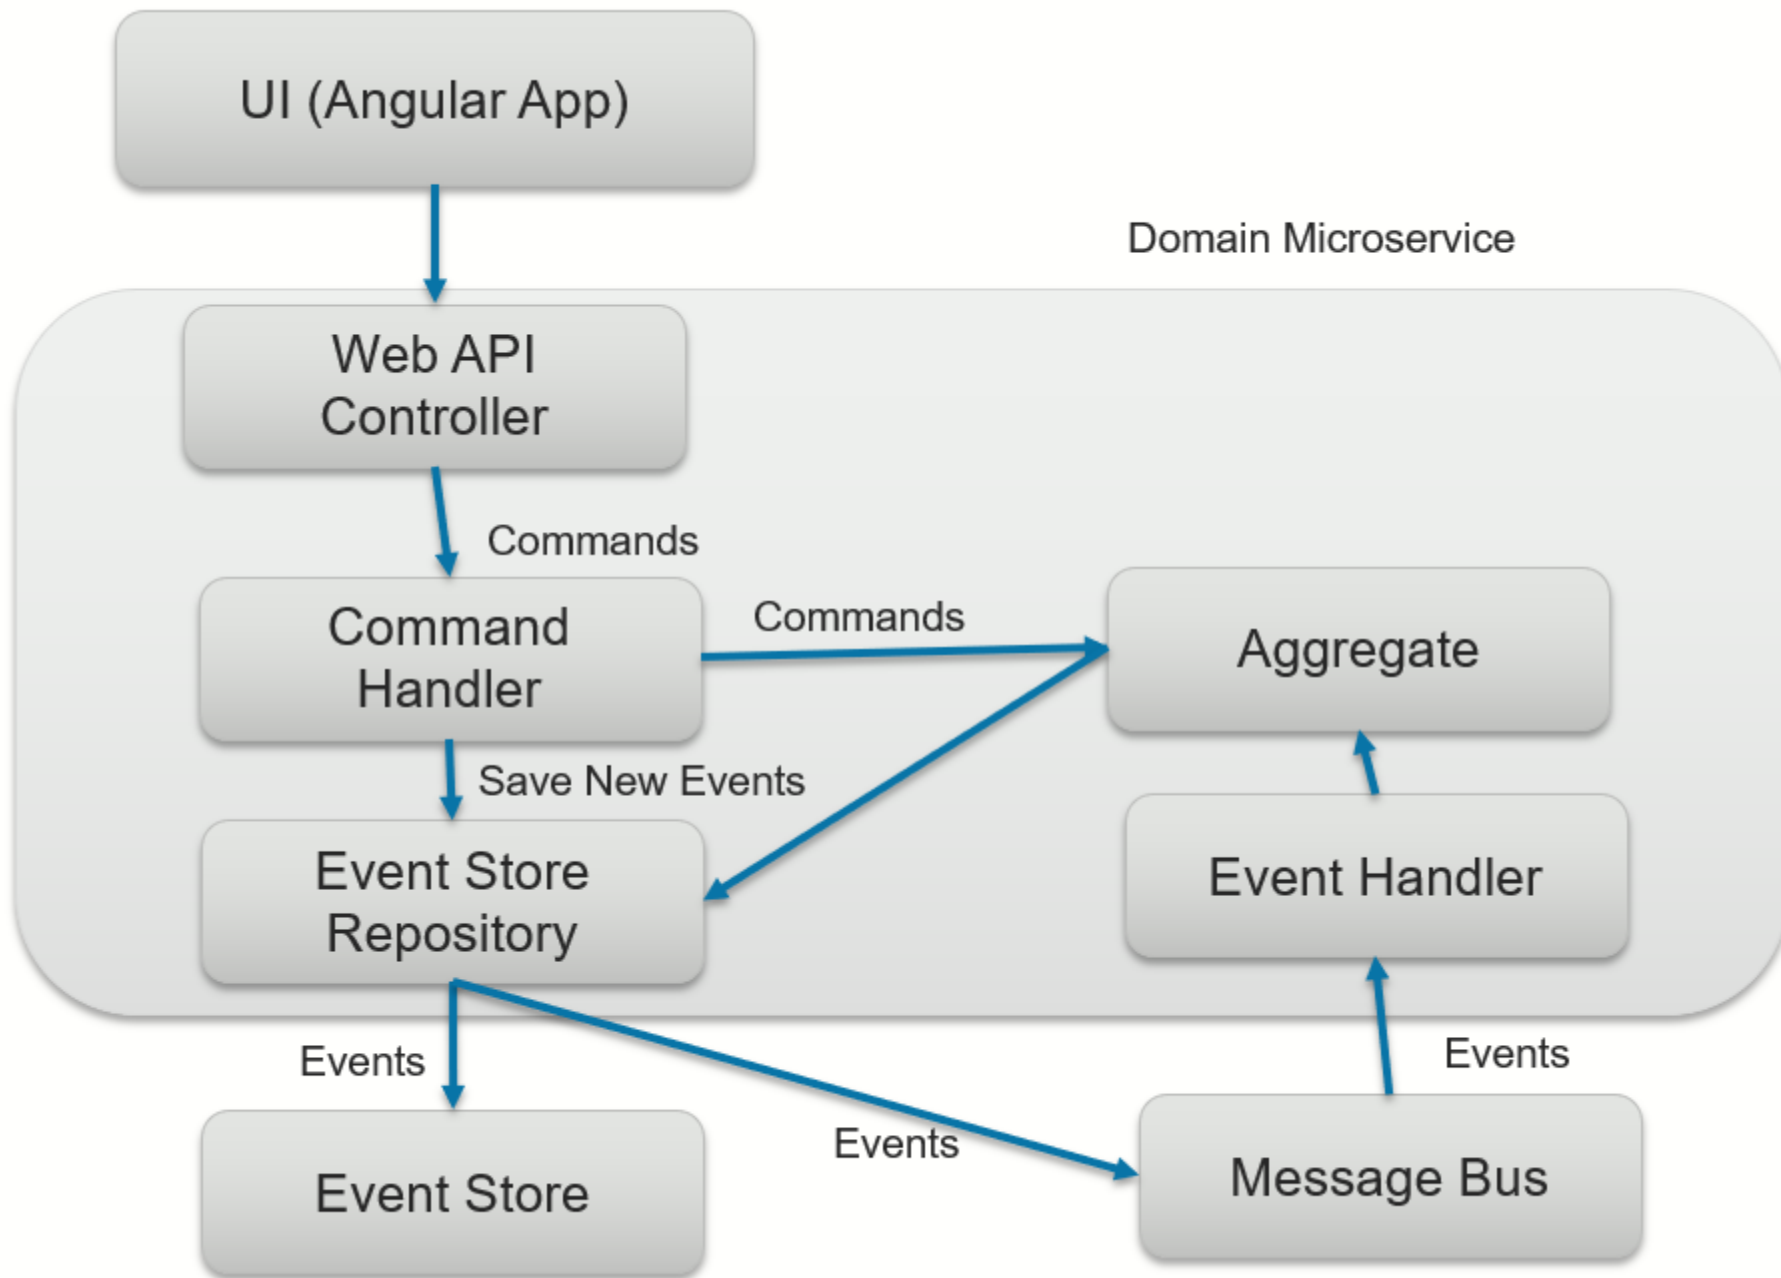 UI (Angular App)
Domain Microservice
Web API
Controller
Commands
Command
Handler
Commands
Aggregate
Save New Events
Event Store
Repository
Event Handler
Events
Events
Events
Event Store
Message Bus